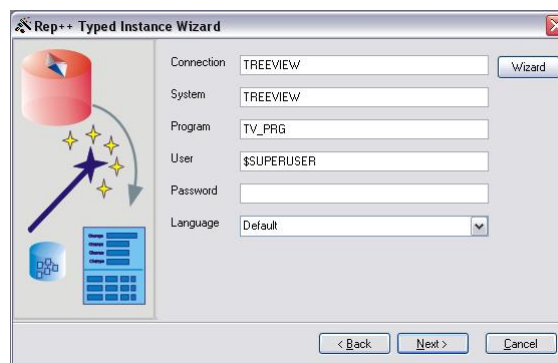 Rep++ Typed Instance Wizard
Connection TREEVIEW Wizard
System TREEVIEW
Program TV_PRG
User $SUPERUSER
Password
Language Default
< Back Next > Cancel